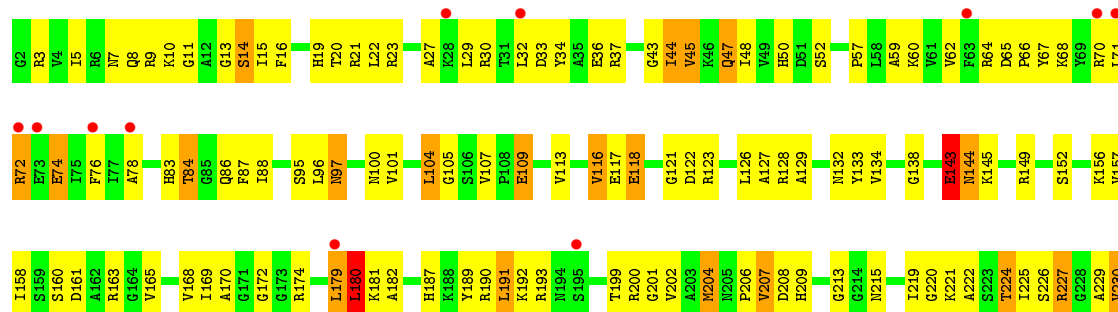 G2 R3 V4 I5 R6 N7 Q8 R9 K10 G11 A12 G13 S14 I15 F16 H19 T20 R21 L22 R23 A27 K28 L29 R30 T31 L32 D33 Y34 A35 E36 R37 G43 I44 V45 K46 Q47 I48 V49 H50 D51 S52 P57 L58 A59 K60 V61 V62 F63 R64 D65 P66 Y67 K68 Y69 R70
R72 E73 E74 I75 F76 I77 A78 H83 T84 G85 Q86 F87 I88 S95 L96 N97 N100 V101 L104 G105 S106 V107 P108 E109 V113 V116 E117 E118 G121 D122 R123 L126 A127 R128 A129 N132 Y133 V134 G138 E143 N144 K145 R149 S152 K156
I158 S159 S160 D161 A162 R163 G164 V165 V168 I169 A170 G171 G172 G173 R174 L179 L180 K181 A182 H187 K188 Y189 R190 L191 K192 R193 N194 S195 T199 R200 G201 V202 A203 M204 N205 P206 V207 D208 H209 G213 G214 N215 I219 G220 K221 A222 S223 T224 I225 S226 R227 G228 A229